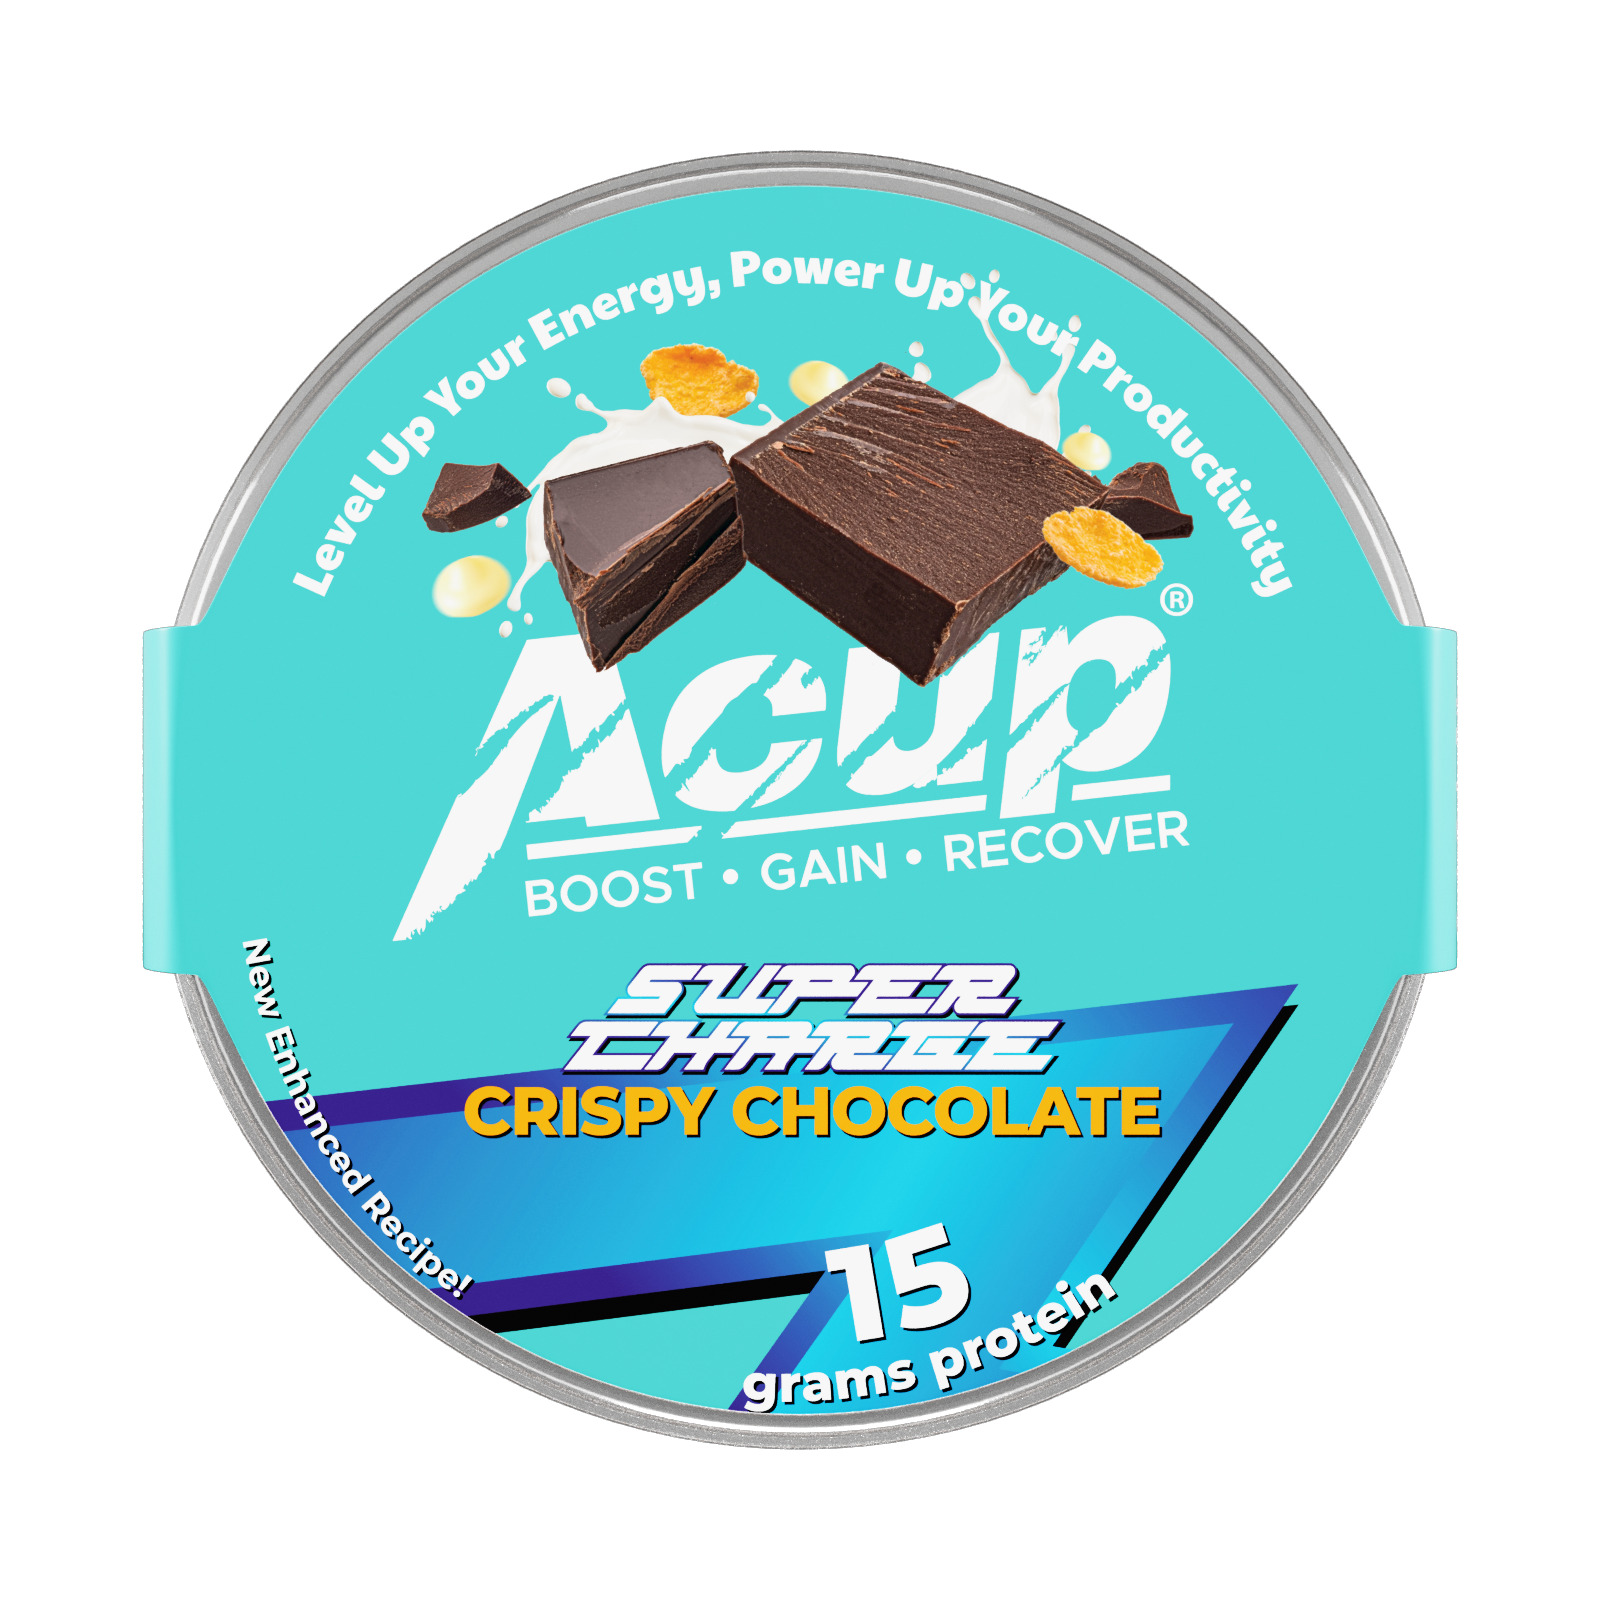 Level Up Your Energy, Power Up Your Productivity
Acup®
BOOST • GAIN • RECOVER
SUPER
CHARGE
CRISPY CHOCOLATE
New Enhanced Recipe!
15
grams protein